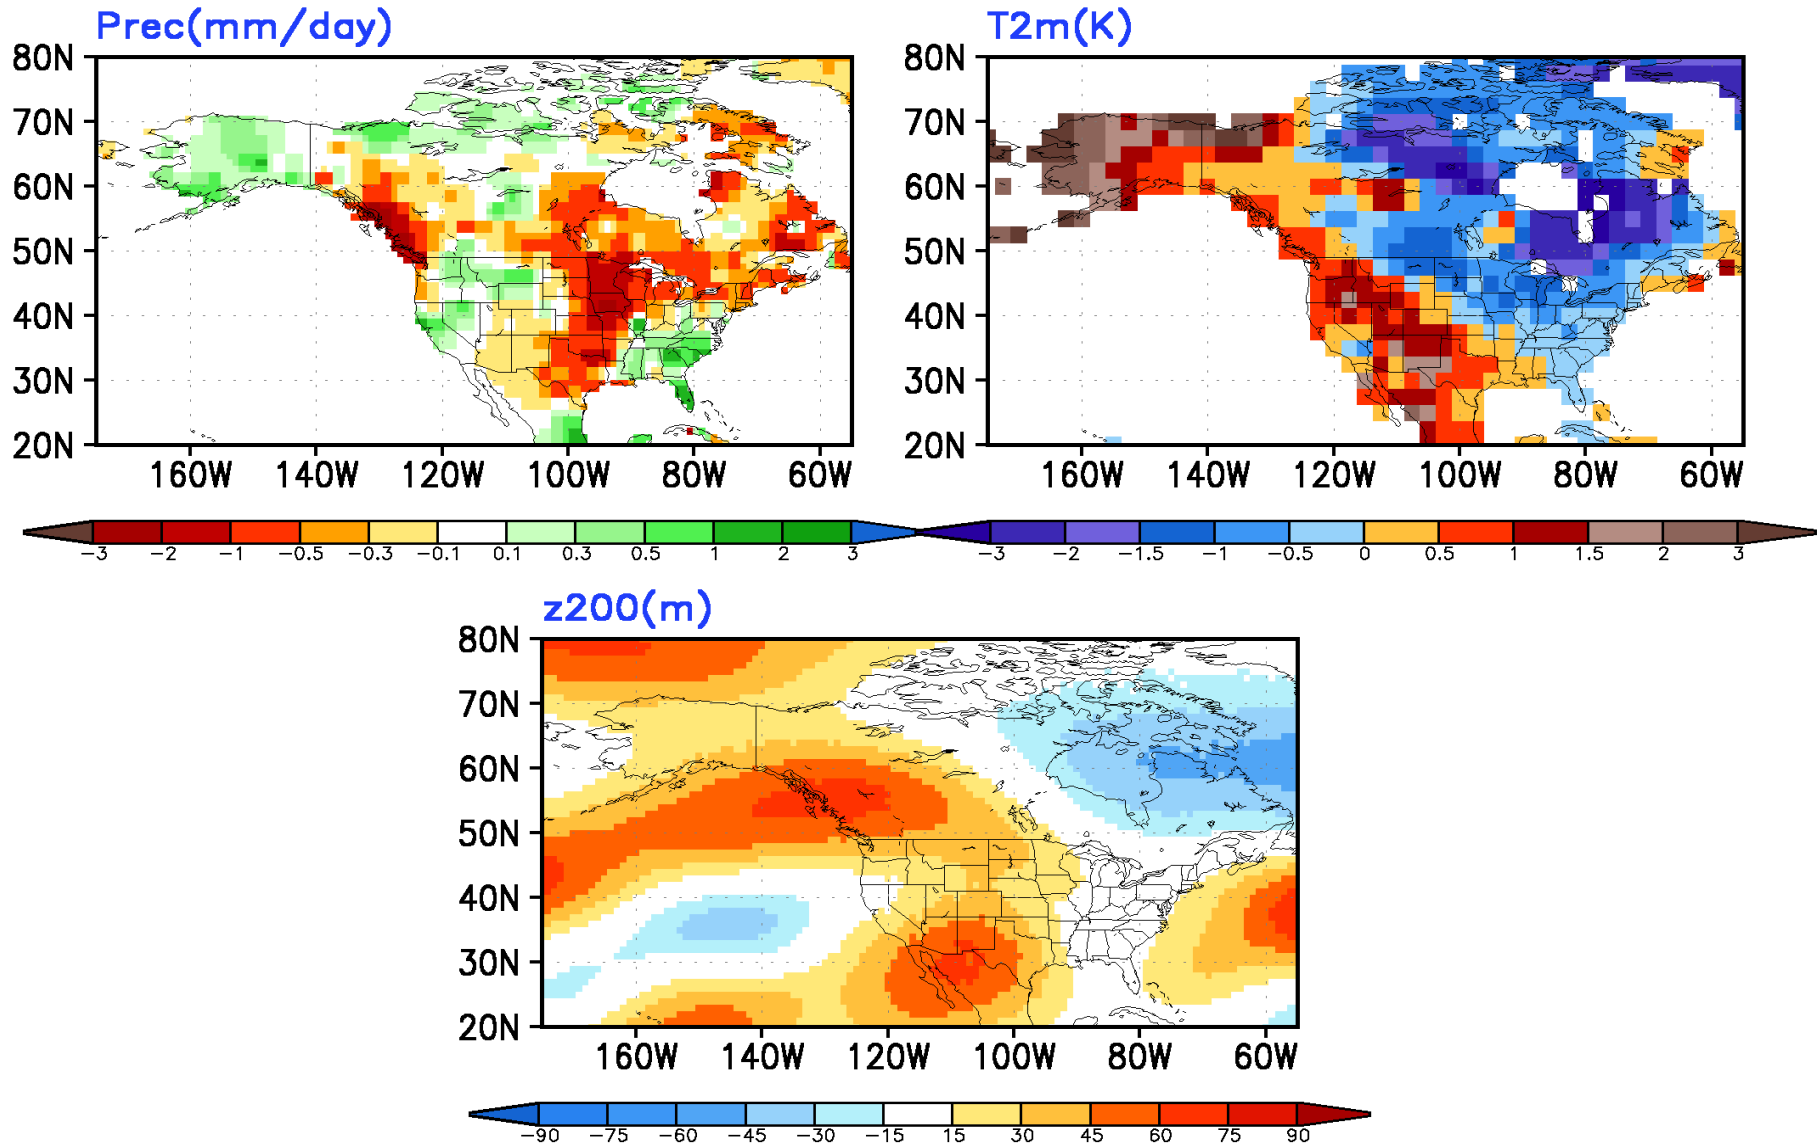 Prec(mm/day)
T2m(K)
80N
70N
60N
50N
40N
30N
20N
160W 140W 120W 100W 80W 60W
80N
70N
60N
50N
40N
30N
20N
160W 140W 120W 100W 80W 60W
−3 −2 −1 −0.5 −0.3 −0.1 0.1 0.3 0.5 1 2 3
−3 −2 −1.5 −1 −0.5 0 0.5 1 1.5 2 3
z200(m)
80N
70N
60N
50N
40N
30N
20N
160W 140W 120W 100W 80W 60W
−90 −75 −60 −45 −30 −15 15 30 45 60 75 90